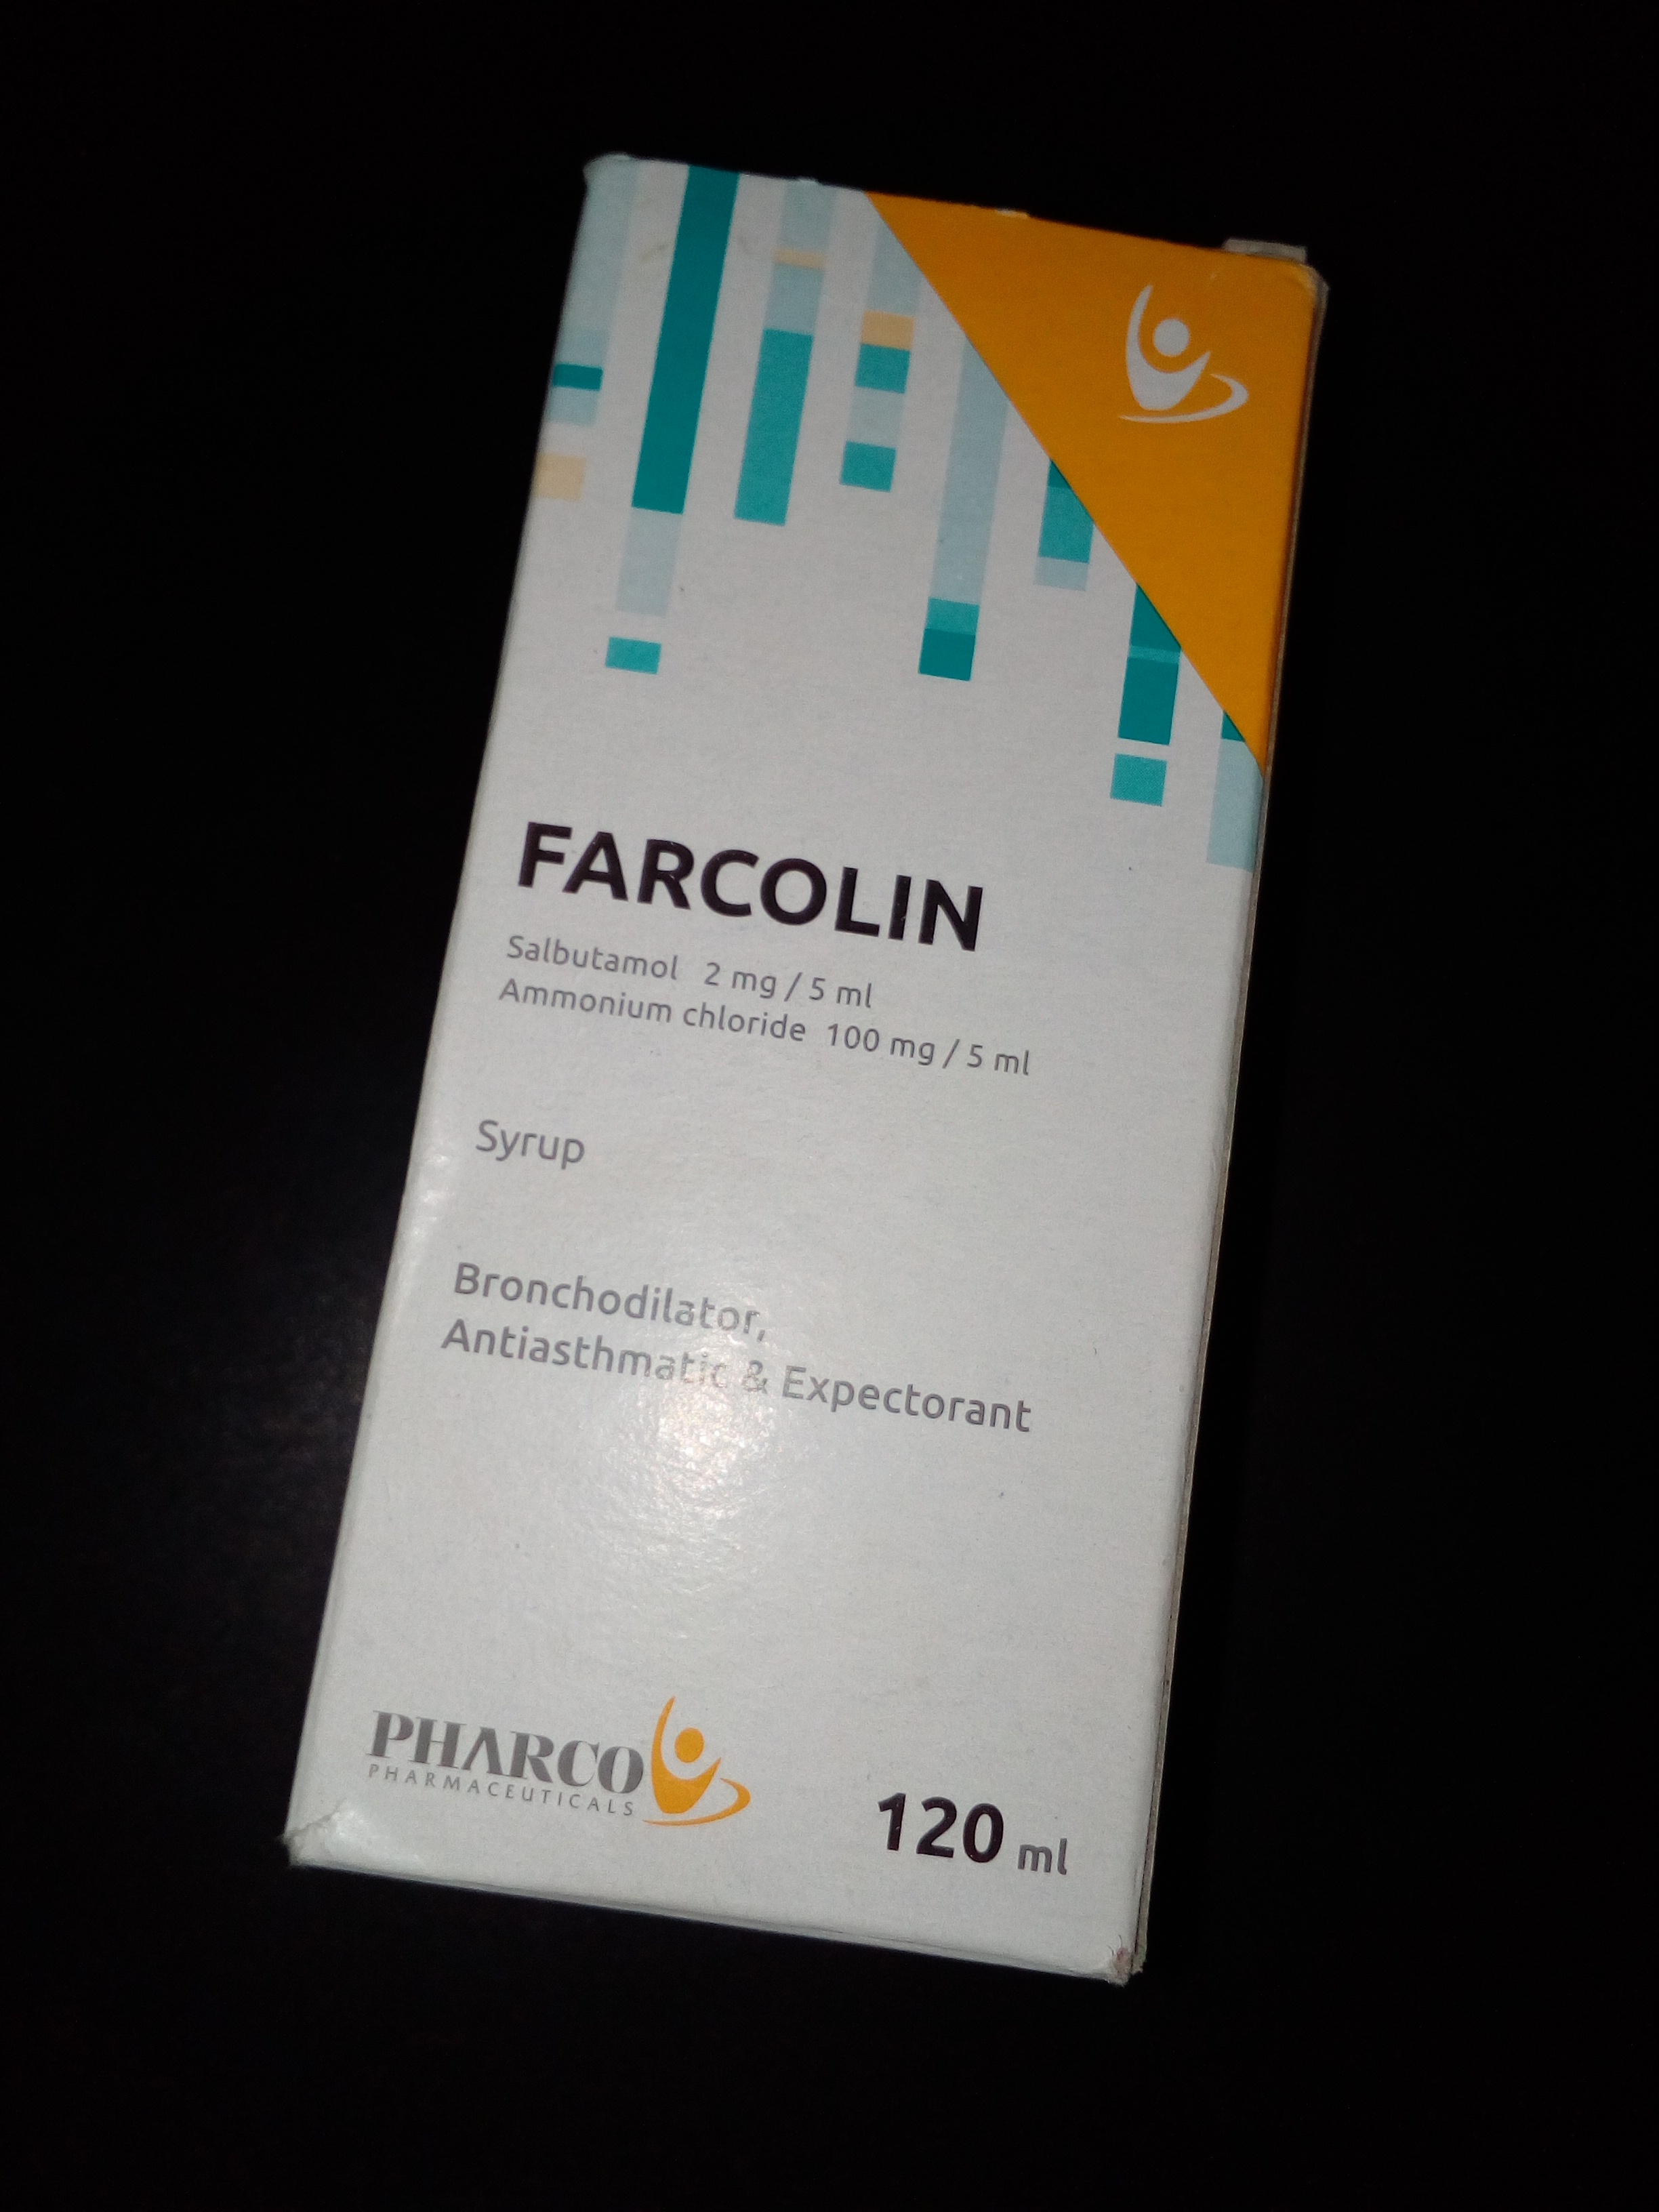 FARCOLIN
Salbutamol 2 mg / 5 ml
Ammonium chloride 100 mg / 5 ml
Syrup
Bronchodilator,
Antiasthmatic & Expectorant
PHARCO
PHARMACEUTICALS
120 ml